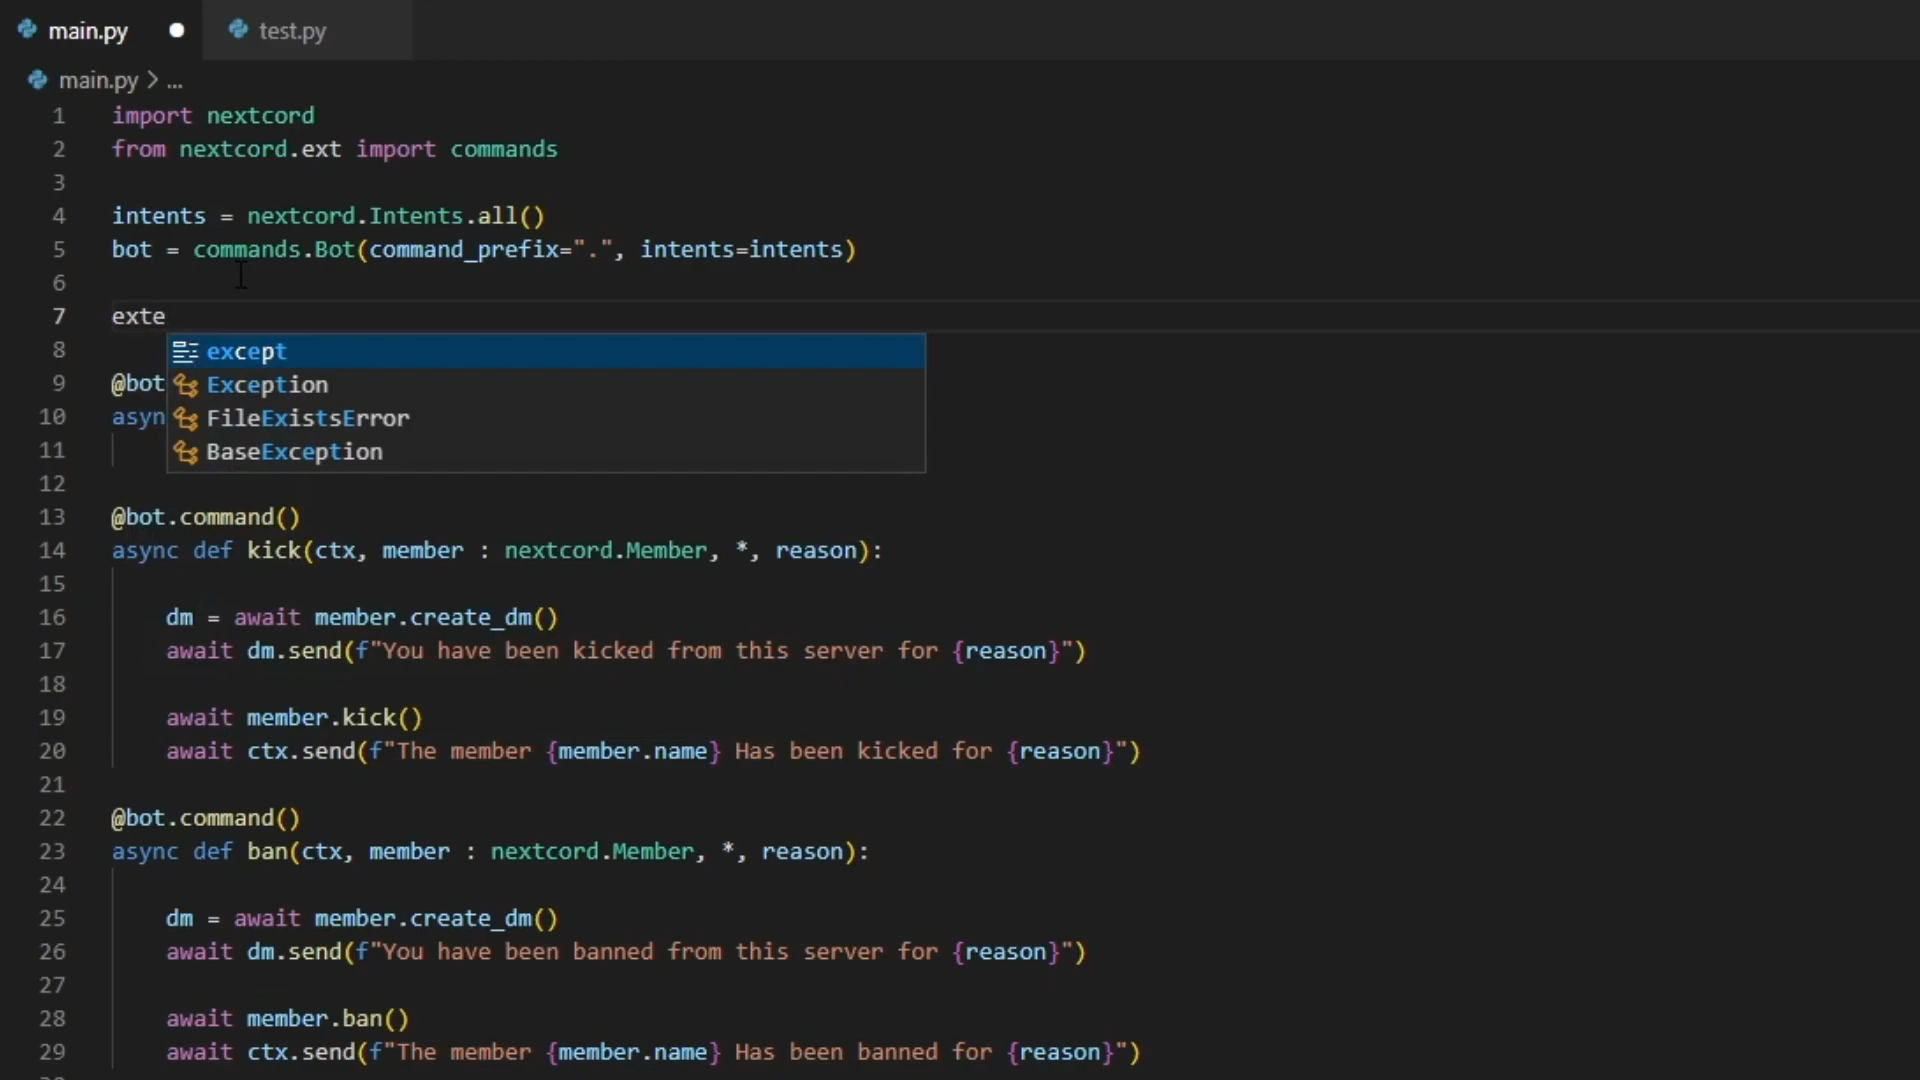 main.py
test.py
main.py > ...
1 import nextcord
2 from nextcord.ext import commands
3
4 intents = nextcord.Intents.all()
5 bot = commands.Bot(command_prefix=".", intents=intents)
6
7 exte
8 except
9 @bot Exception
10 asyn FileExistsError
11 BaseException
12
13 @bot.command()
14 async def kick(ctx, member : nextcord.Member, *, reason):
15
16 dm = await member.create_dm()
17 await dm.send(f"You have been kicked from this server for {reason}")
18
19 await member.kick()
20 await ctx.send(f"The member {member.name} Has been kicked for {reason}")
21
22 @bot.command()
23 async def ban(ctx, member : nextcord.Member, *, reason):
24
25 dm = await member.create_dm()
26 await dm.send(f"You have been banned from this server for {reason}")
27
28 await member.ban()
29 await ctx.send(f"The member {member.name} Has been banned for {reason}")